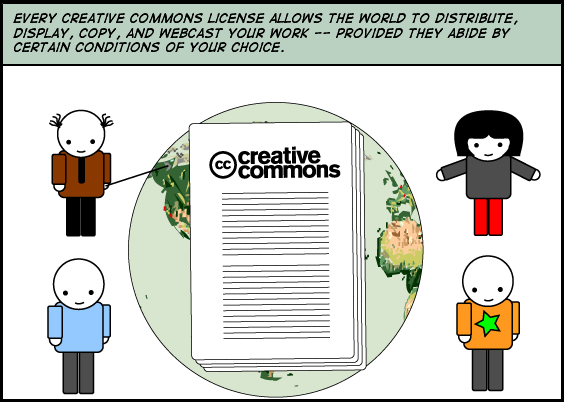 EVERY CREATIVE COMMONS LICENSE ALLOWS THE WORLD TO DISTRIBUTE,
DISPLAY, COPY, AND WEBCAST YOUR WORK -- PROVIDED THEY ABIDE BY
CERTAIN CONDITIONS OF YOUR CHOICE.
cc creative
commons